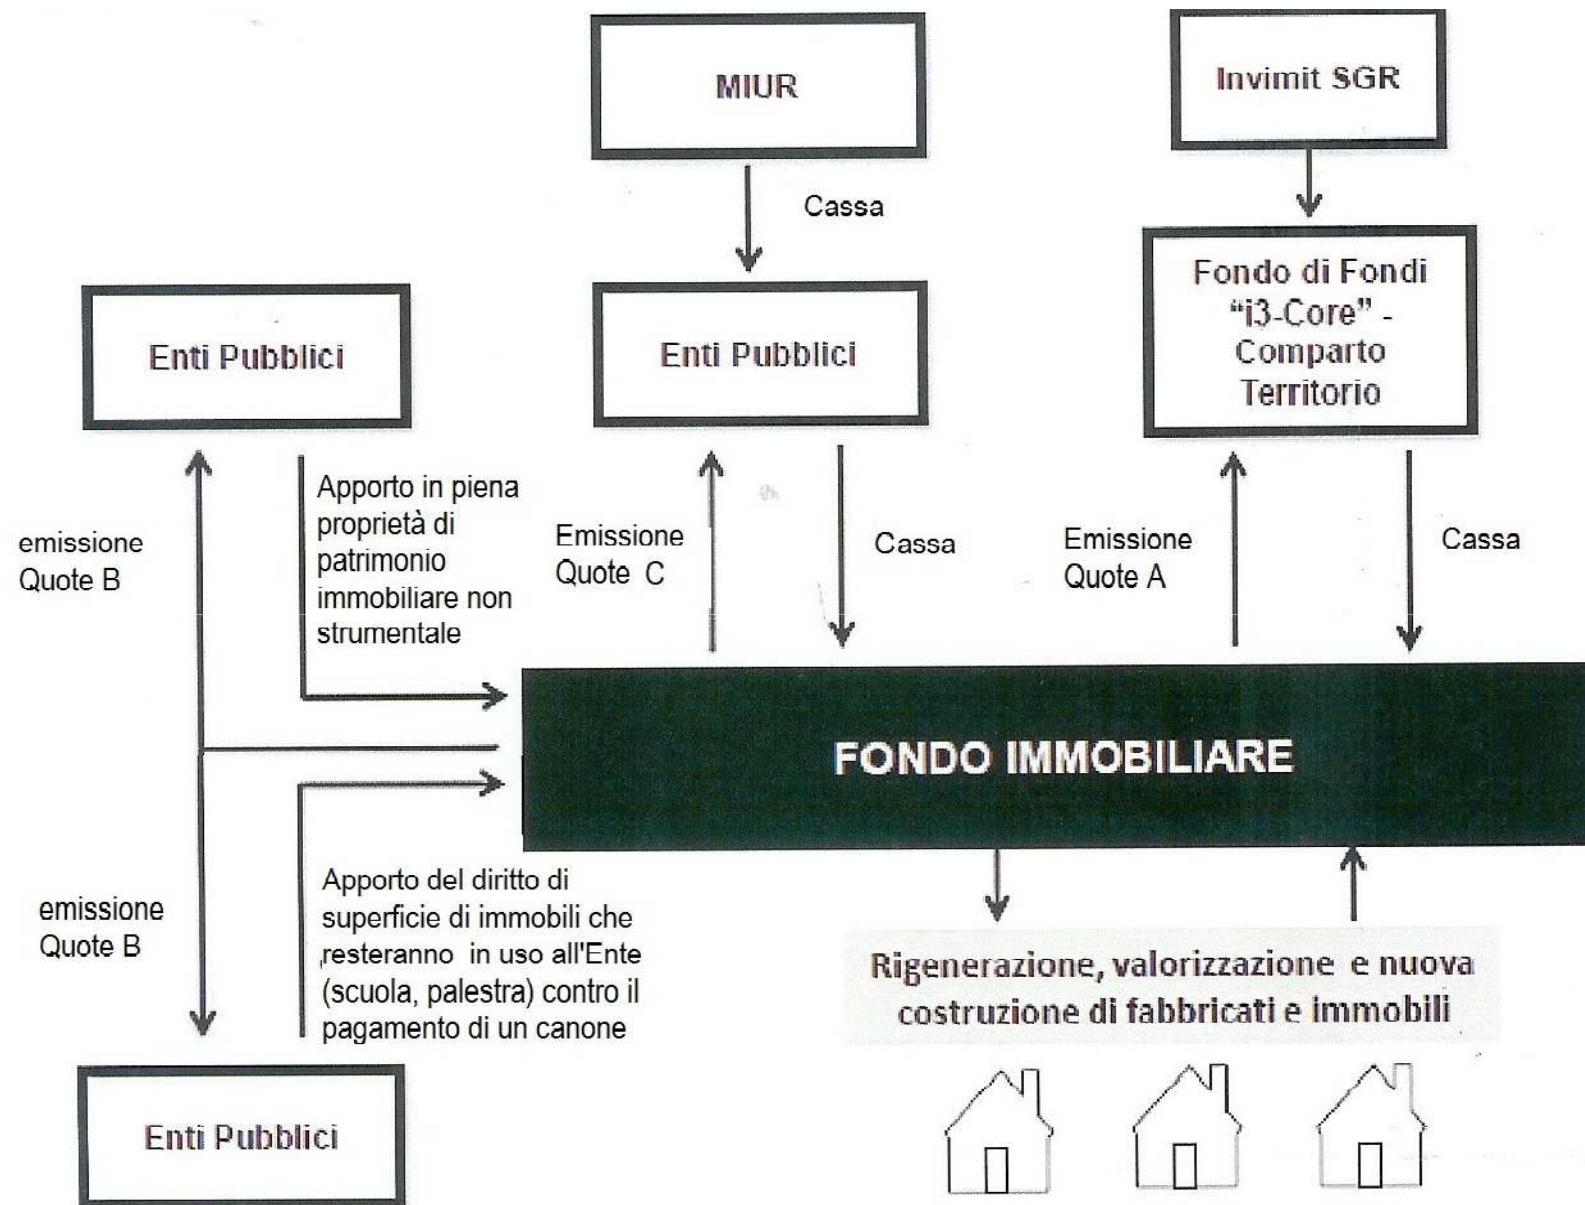 MIUR
Invimit SGR
Cassa
Fondo di Fondi
“i3-Core” -
Comparto
Territorio
Enti Pubblici
Enti Pubblici
emissione
Quote B
Apporto in piena
proprietà di
patrimonio
immobiliare non
strumentale
Emissione
Quote C
Cassa
Emissione
Quote A
Cassa
FONDO IMMOBILIARE
emissione
Quote B
Apporto del diritto di
superficie di immobili che
resteranno in uso all'Ente
(scuola, palestra) contro il
pagamento di un canone
Rigenerazione, valorizzazione e nuova
costruzione di fabbricati e immobili
Enti Pubblici